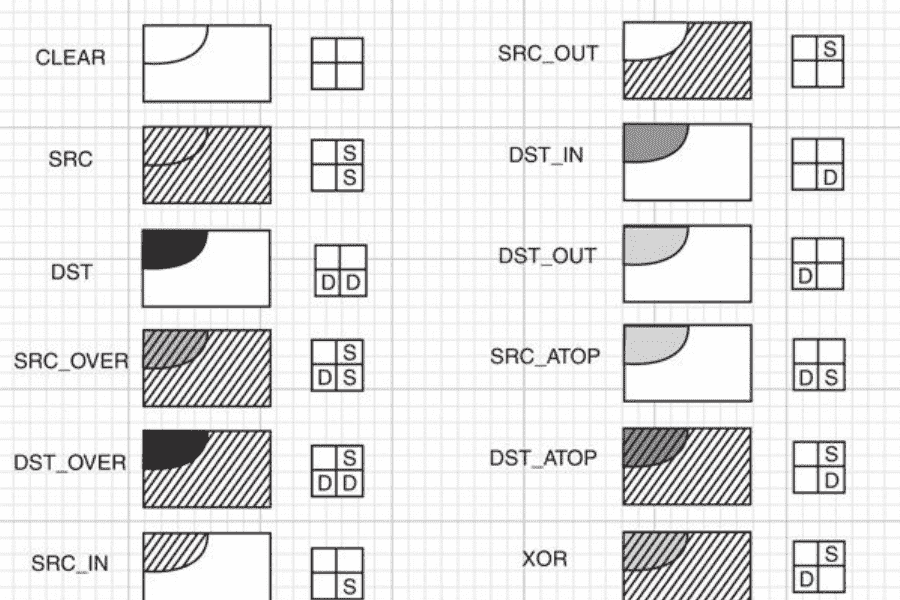 CLEAR
SRC
S
S
DST
D D
SRC_OVER
S
D S
DST_OVER
S
D D
SRC_IN
S
SRC_OUT
S
DST_IN
D
DST_OUT
D
SRC_ATOP
D S
DST_ATOP
S
D
XOR
S
D